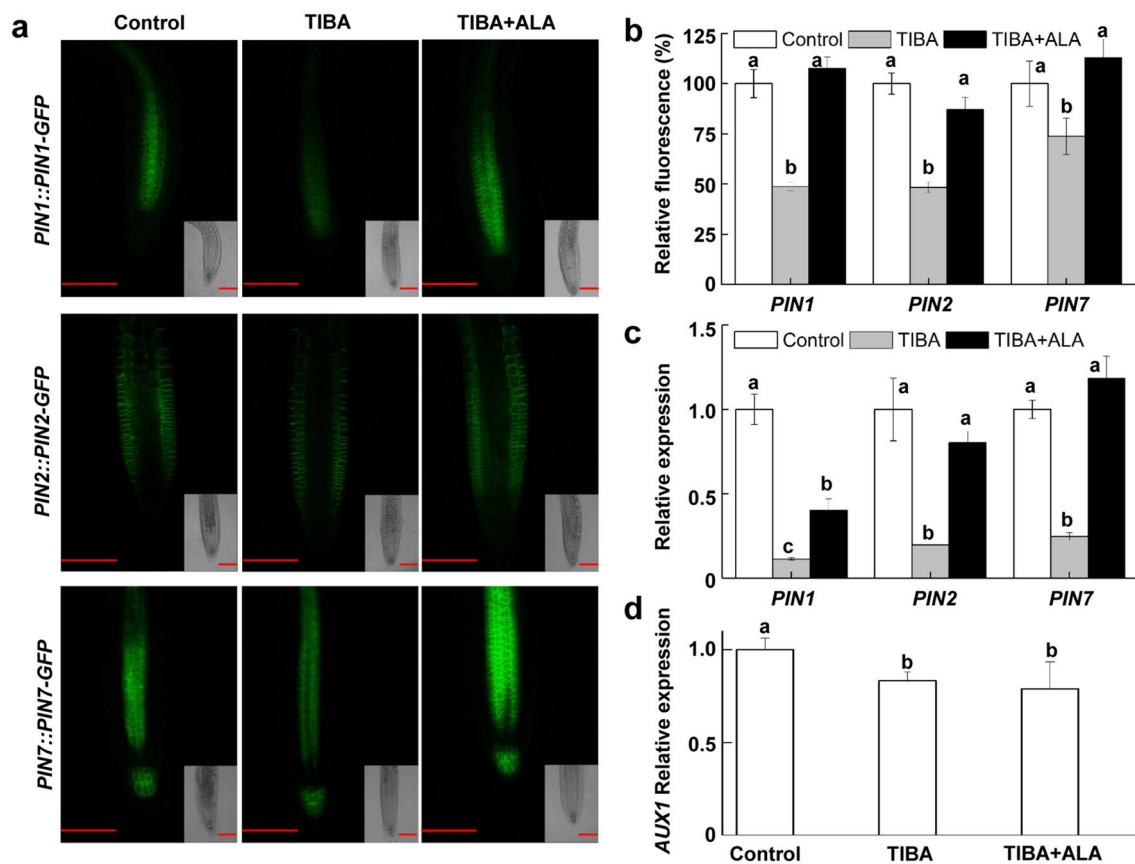 a
Control TIBA TIBA+ALA
PIN1::PIN1-GFP
PIN2::PIN2-GFP
PIN7::PIN7-GFP
b
Control TIBA TIBA+ALA
Relative fluorescence (%)
125
100
75
50
25
0
a b a a b a a b a
PIN1 PIN2 PIN7
c
Control TIBA TIBA+ALA
Relative expression
1.5
1.0
0.5
0
a c b a b a a b a
PIN1 PIN2 PIN7
d
AUX1 Relative expression
1.0
0.5
0
a b b
Control TIBA TIBA+ALA